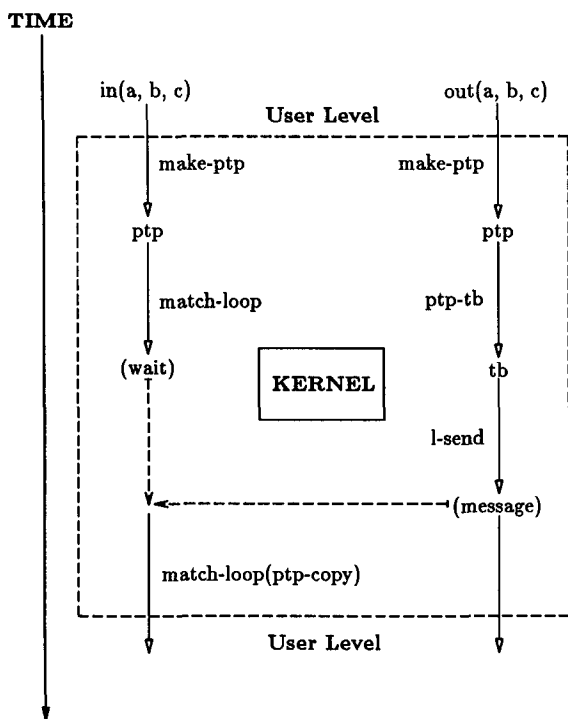 TIME
in(a, b, c)
out(a, b, c)
User Level
make-ptp
make-ptp
ptp
ptp
match-loop
ptp-tb
(wait)
KERNEL
tb
l-send
(message)
match-loop(ptp-copy)
User Level